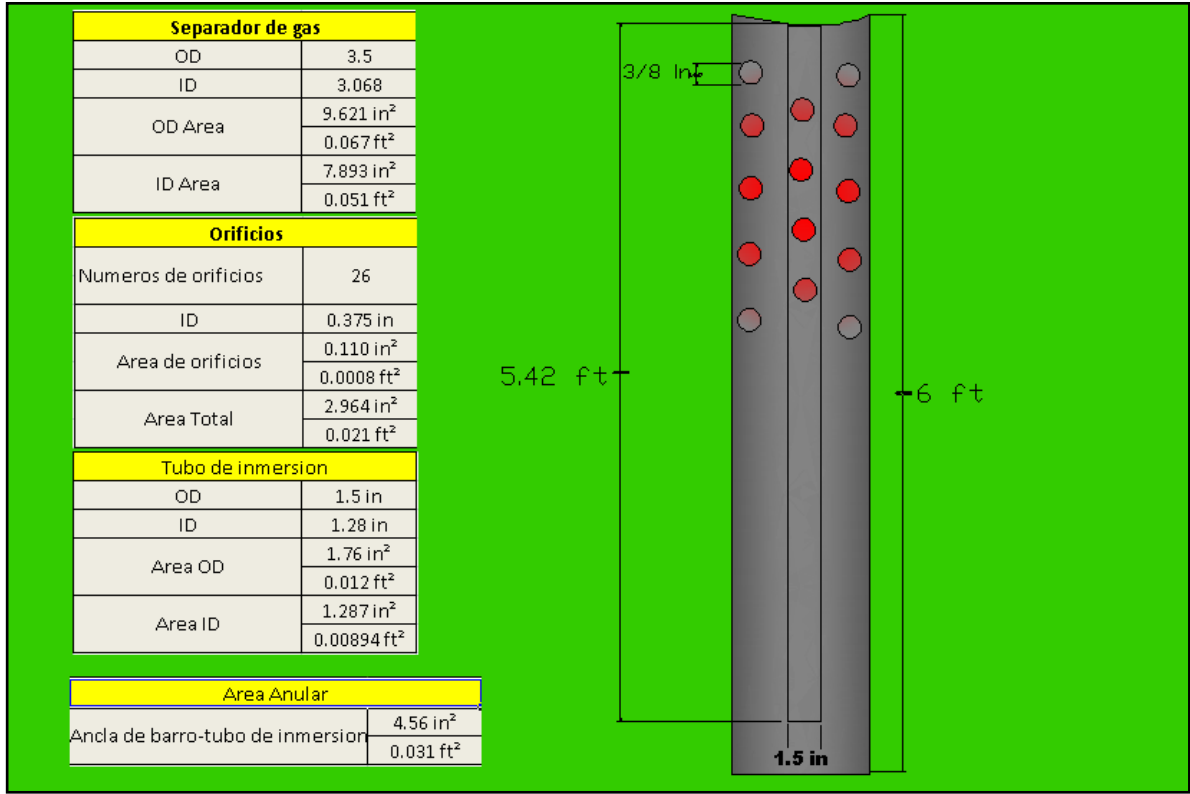 Separador de gas
OD 3.5
ID 3.068
OD Area 9.621 in²
0.067 ft²
ID Area 7.893 in²
0.051 ft²
Orificios
Numeros de orificios 26
ID 0.375 in
Area de orificios 0.110 in²
0.0008 ft²
Area Total 2.964 in²
0.021 ft²
Tubo de inmersion
OD 1.5 in
ID 1.28 in
Area OD 1.76 in²
0.012 ft²
Area ID 1.287 in²
0.00894 ft²
Area Anular
Ancla de barro-tubo de inmersion 4.56 in²
0.031 ft²
3/8 In
5.42 ft
6 ft
1.5 in